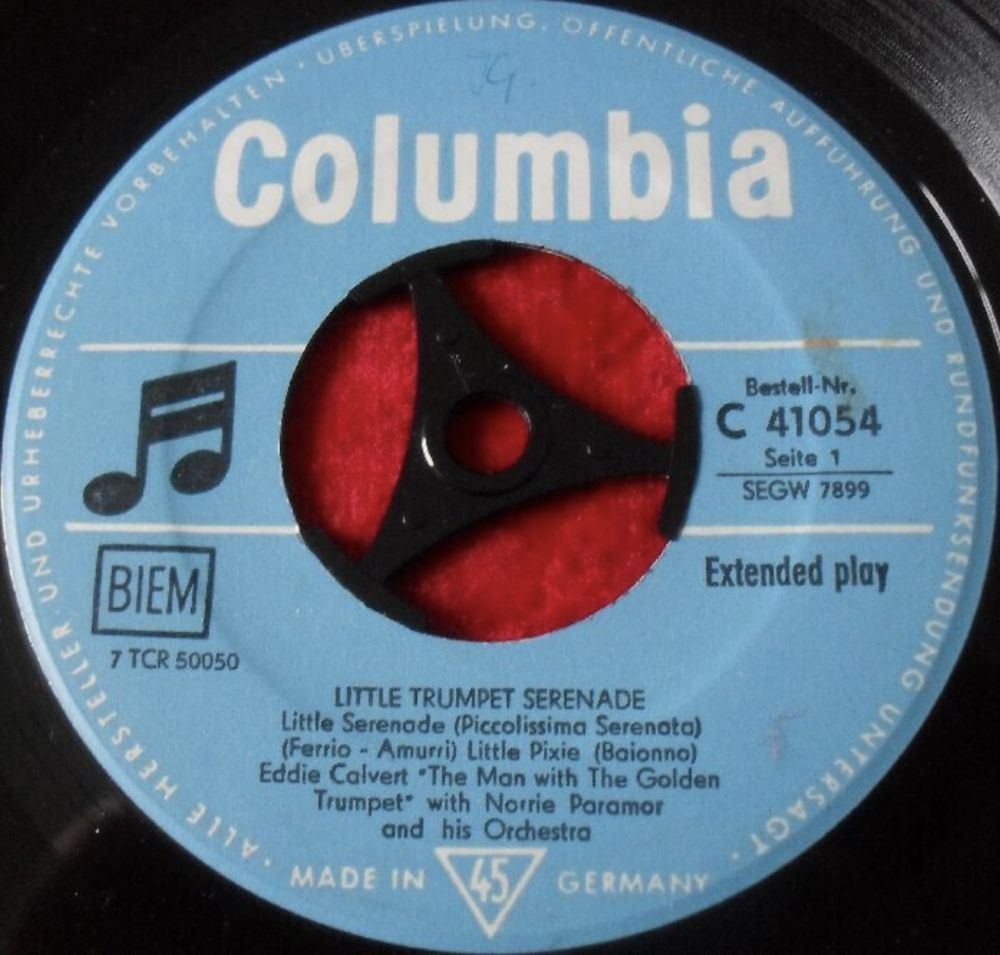 ALLE HERSTELLER- UND URHEBERRECHTE VORBEHALTEN · ÜBERSPIELUNG, ÖFFENTLICHE AUFFÜHRUNG UND RUNDFUNKSENDUNG UNTERSAGT ·
Columbia
Bestell-Nr.
C 41054
Seite 1
SEGW 7899
BIEM
Extended play
7 TCR 50050
LITTLE TRUMPET SERENADE
Little Serenade (Piccolissima Serenata)
(Ferrio - Amurri) Little Pixie (Baionno)
Eddie Calvert "The Man with The Golden
Trumpet" with Norrie Paramor
and his Orchestra
MADE IN 45 GERMANY